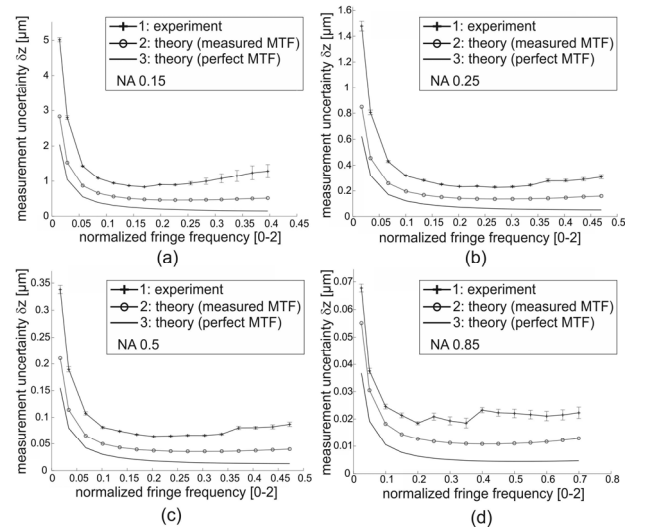 measurement uncertainty δz [μm]
5
4
3
2
1
0
1: experiment
2: theory (measured MTF)
3: theory (perfect MTF)
NA 0.15
0 0.05 0.1 0.15 0.2 0.25 0.3 0.35 0.4 0.45
normalized fringe frequency [0-2]
(a)
measurement uncertainty δz [μm]
1.6
1.4
1.2
1.0
0.8
0.6
0.4
0.2
0
1: experiment
2: theory (measured MTF)
3: theory (perfect MTF)
NA 0.25
0 0.05 0.1 0.15 0.2 0.25 0.3 0.35 0.4 0.45 0.5
normalized fringe frequency [0-2]
(b)
measurement uncertainty δz [μm]
0.35
0.3
0.25
0.2
0.15
0.1
0.05
0
1: experiment
2: theory (measured MTF)
3: theory (perfect MTF)
NA 0.5
0 0.05 0.1 0.15 0.2 0.25 0.3 0.35 0.4 0.45 0.5
normalized fringe frequency [0-2]
(c)
measurement uncertainty δz [μm]
0.07
0.06
0.05
0.04
0.03
0.02
0.01
0
1: experiment
2: theory (measured MTF)
3: theory (perfect MTF)
NA 0.85
0 0.1 0.2 0.3 0.4 0.5 0.6 0.7 0.8
normalized fringe frequency [0-2]
(d)